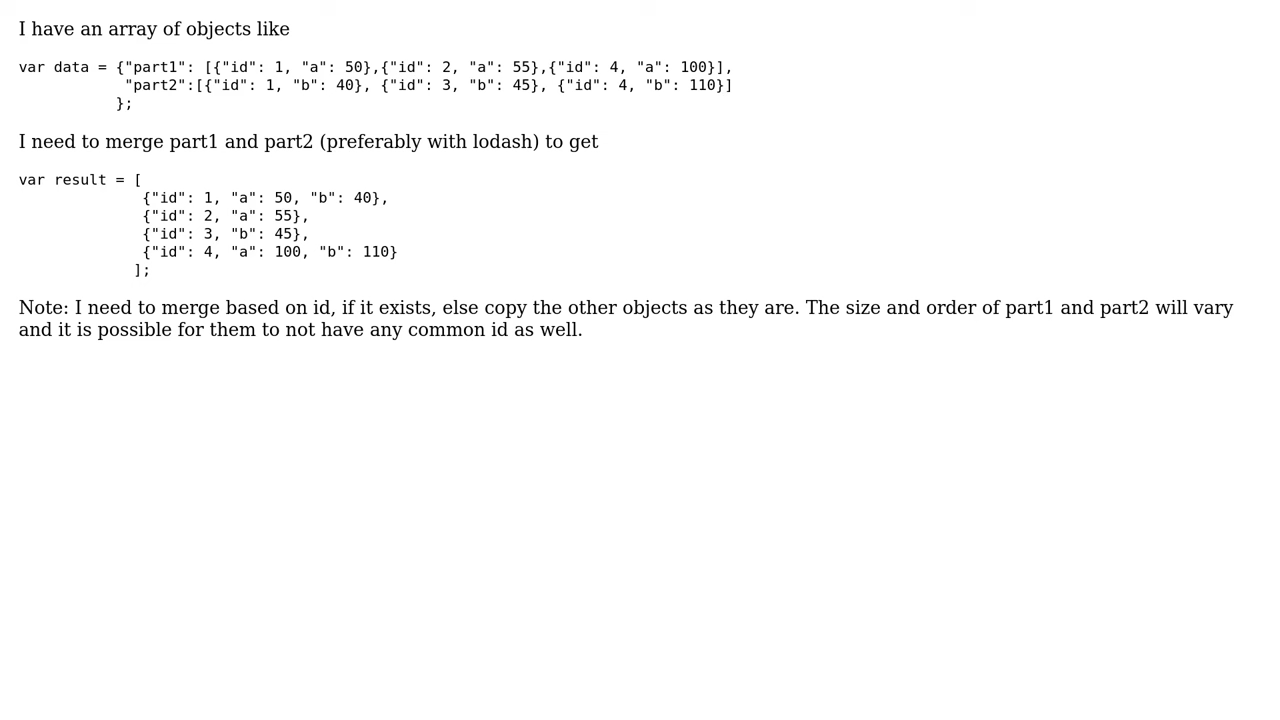 I have an array of objects like
var data = {"part1": [{"id": 1, "a": 50},{"id": 2, "a": 55},{"id": 4, "a": 100}],
            "part2":[{"id": 1, "b": 40}, {"id": 3, "b": 45}, {"id": 4, "b": 110}]
           };
I need to merge part1 and part2 (preferably with lodash) to get
var result = [
              {"id": 1, "a": 50, "b": 40},
              {"id": 2, "a": 55},
              {"id": 3, "b": 45},
              {"id": 4, "a": 100, "b": 110}
             ];
Note: I need to merge based on id, if it exists, else copy the other objects as they are. The size and order of part1 and part2 will vary
and it is possible for them to not have any common id as well.